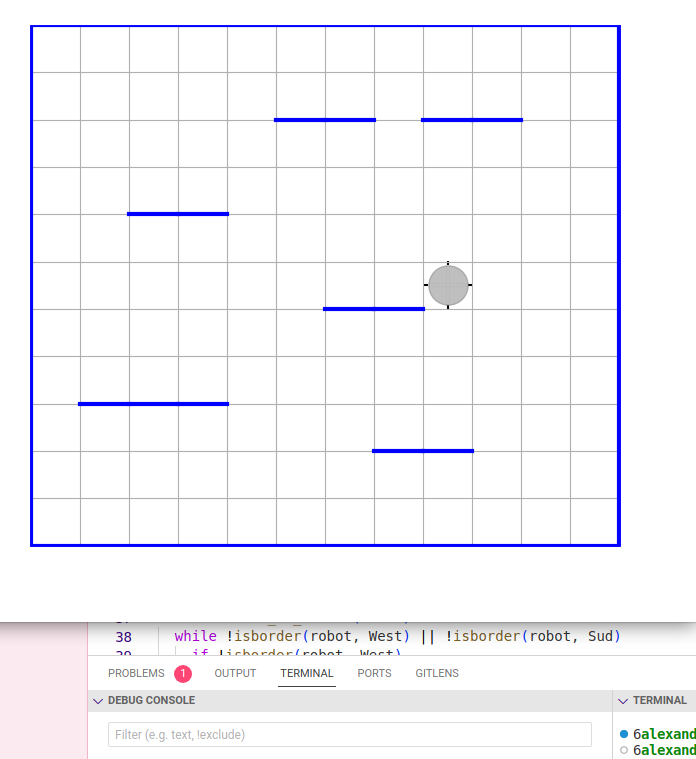 38 while !isborder(robot, West) || !isborder(robot, Sud)
39 if !isborder(robot, West)
PROBLEMS 1 OUTPUT TERMINAL PORTS GITLENS
DEBUG CONSOLE
TERMINAL
Filter (e.g. text, !exclude)
6alexand
6alexand